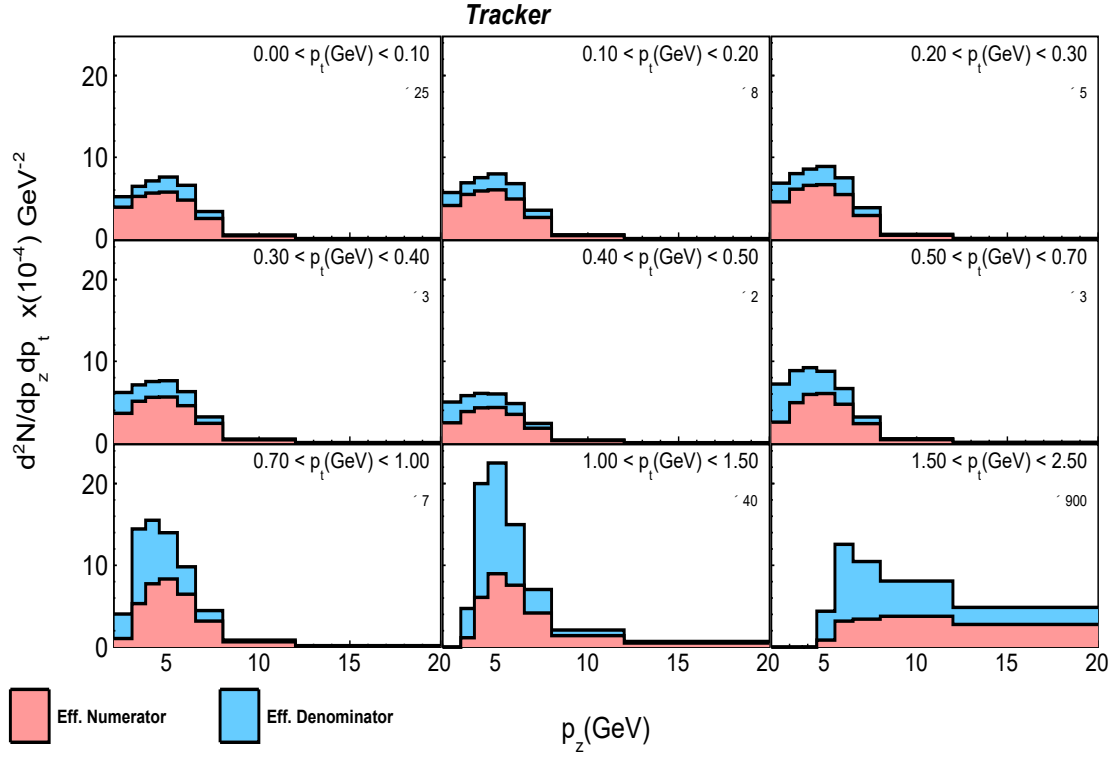 Tracker
0.00 < p_t(GeV) < 0.10
´ 25
0.10 < p_t(GeV) < 0.20
´ 8
0.20 < p_t(GeV) < 0.30
´ 5
20
10
0
0.30 < p_t(GeV) < 0.40
´ 3
0.40 < p_t(GeV) < 0.50
´ 2
0.50 < p_t(GeV) < 0.70
´ 3
20
10
0
0.70 < p_t(GeV) < 1.00
´ 7
1.00 < p_t(GeV) < 1.50
´ 40
1.50 < p_t(GeV) < 2.50
´ 900
20
10
0
5 10 15 20 5 10 15 20 5 10 15 20
d²N/dp_z dp_t x(10⁻⁴) GeV⁻²
p_z(GeV)
Eff. Numerator
Eff. Denominator